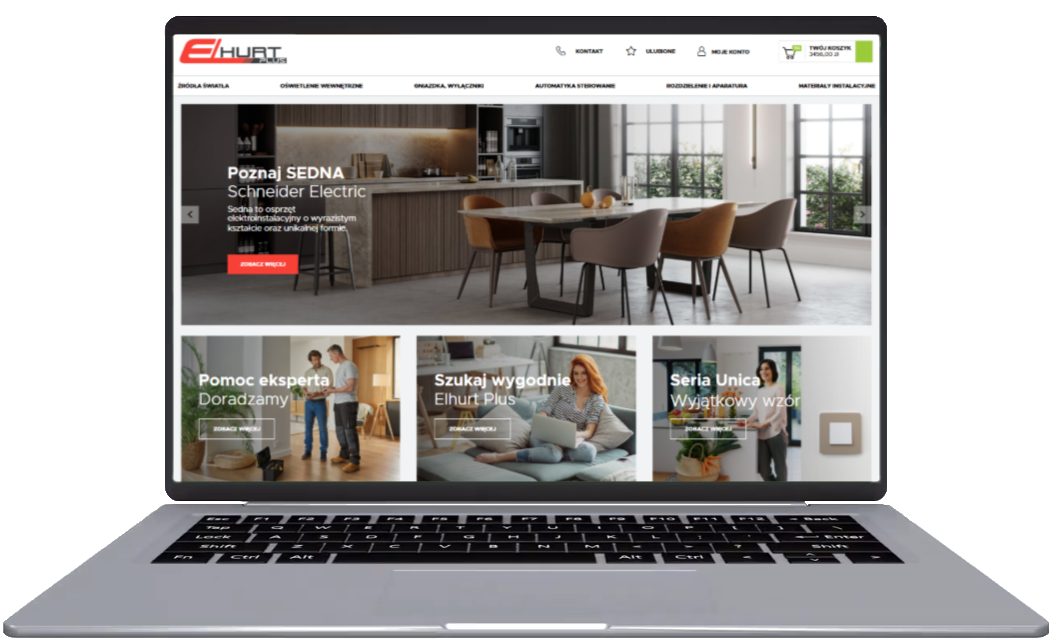 ELHURT
PLUS
KONTAKT
ULUBIONE
MOJE KONTO
TWÓJ KOSZYK
3456,00 zł
ŹRÓDŁA ŚWIATŁA
OŚWIETLENIE WEWNĘTRZNE
GNIAZDKA, WYŁĄCZNIKI
AUTOMATYKA STEROWANIE
ROZDZIELENIE I APARATURA
MATERIAŁY INSTALACYJNE
Poznaj SEDNA
Schneider Electric
Sedna to osprzęt
elektroinstalacyjny o wyrazistym
kształcie oraz unikalnej formie.
ZOBACZ WIĘCEJ
Pomoc eksperta
Doradzamy
ZOBACZ WIĘCEJ
Szukaj wygodnie
Elhurt Plus
ZOBACZ WIĘCEJ
Seria Unica
Wyjątkowy wzór
ZOBACZ WIĘCEJ
Esc F1 F2 F3 F4 F5 F6 F7 F8 F9 F10 F11 F12 Back
Tap Q W E R T Y U I O P [ ] \
Lock A S D F G H J K L ; ' Enter
Shift Z X C V B N M < > ? Shift
Fn Ctrl Alt Alt Ctrl < >